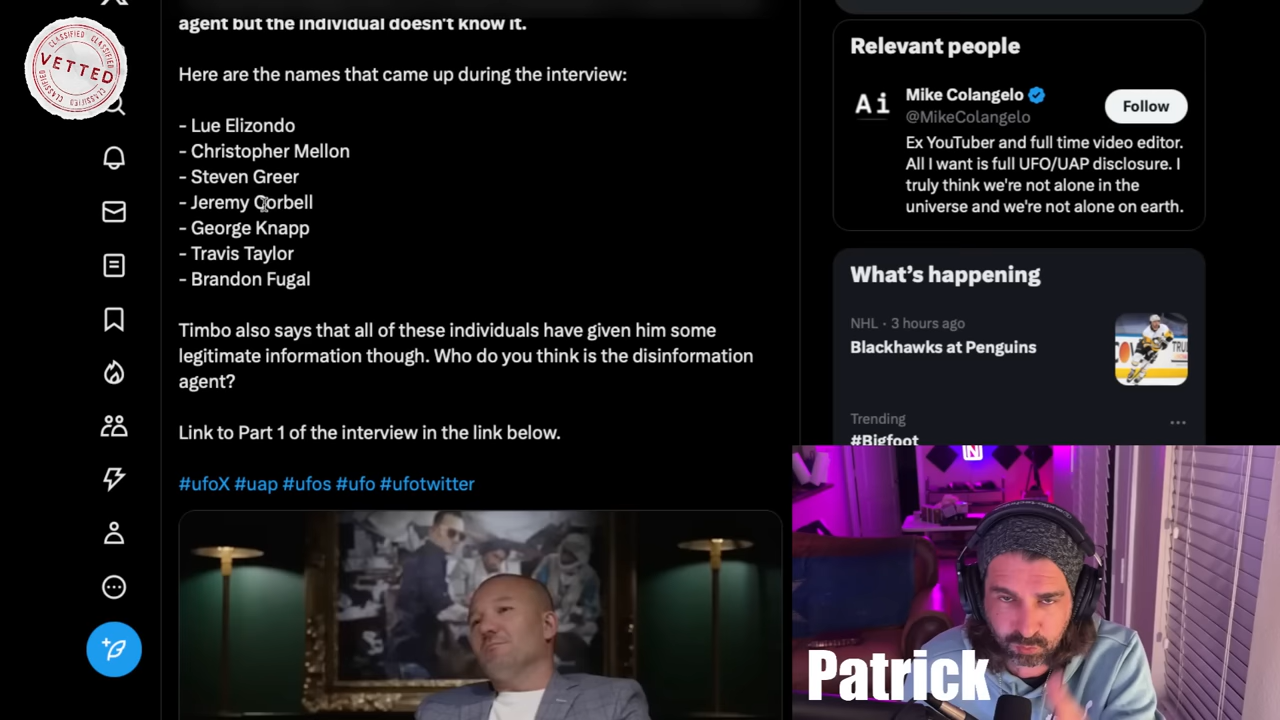 CLASSIFIED CLASSIFIED
VETTED
CLASSIFIED CLASSIFIED
agent but the individual doesn't know it.
Here are the names that came up during the interview:
- Lue Elizondo
- Christopher Mellon
- Steven Greer
- Jeremy Corbell
- George Knapp
- Travis Taylor
- Brandon Fugal
Timbo also says that all of these individuals have given him some
legitimate information though. Who do you think is the disinformation
agent?
Link to Part 1 of the interview in the link below.
#ufoX #uap #ufos #ufo #ufotwitter
Relevant people
Ai
Mike Colangelo
@MikeColangelo
Follow
Ex YouTuber and full time video editor.
All I want is full UFO/UAP disclosure. I
truly think we're not alone in the
universe and we're not alone on earth.
What's happening
NHL · 3 hours ago
Blackhawks at Penguins
Trending
#Bigfoot
N
Patrick